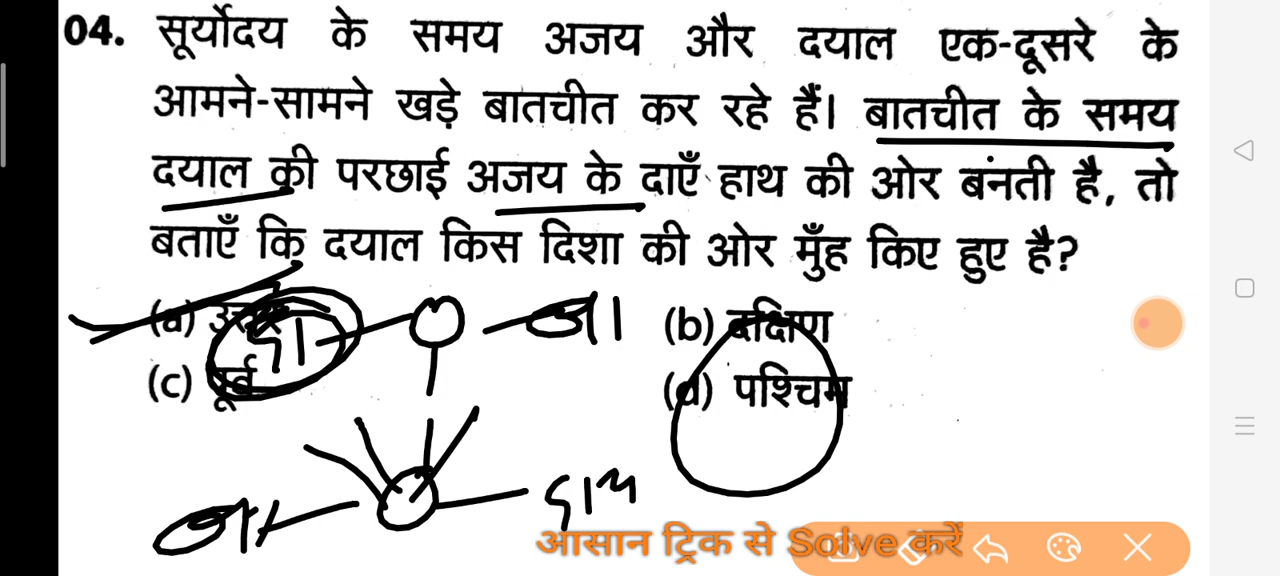 04. सूर्योदय के समय अजय और दयाल एक-दूसरे के
आमने-सामने खड़े बातचीत कर रहे हैं। बातचीत के समय
दयाल की परछाई अजय के दाएँ हाथ की ओर बनती है, तो
बताएँ कि दयाल किस दिशा की ओर मुँह किए हुए है?
(a) उत्तर (b) दक्षिण
(c) पूर्व (d) पश्चिम
दा बा
बा दाया
आसान ट्रिक से Solve करें